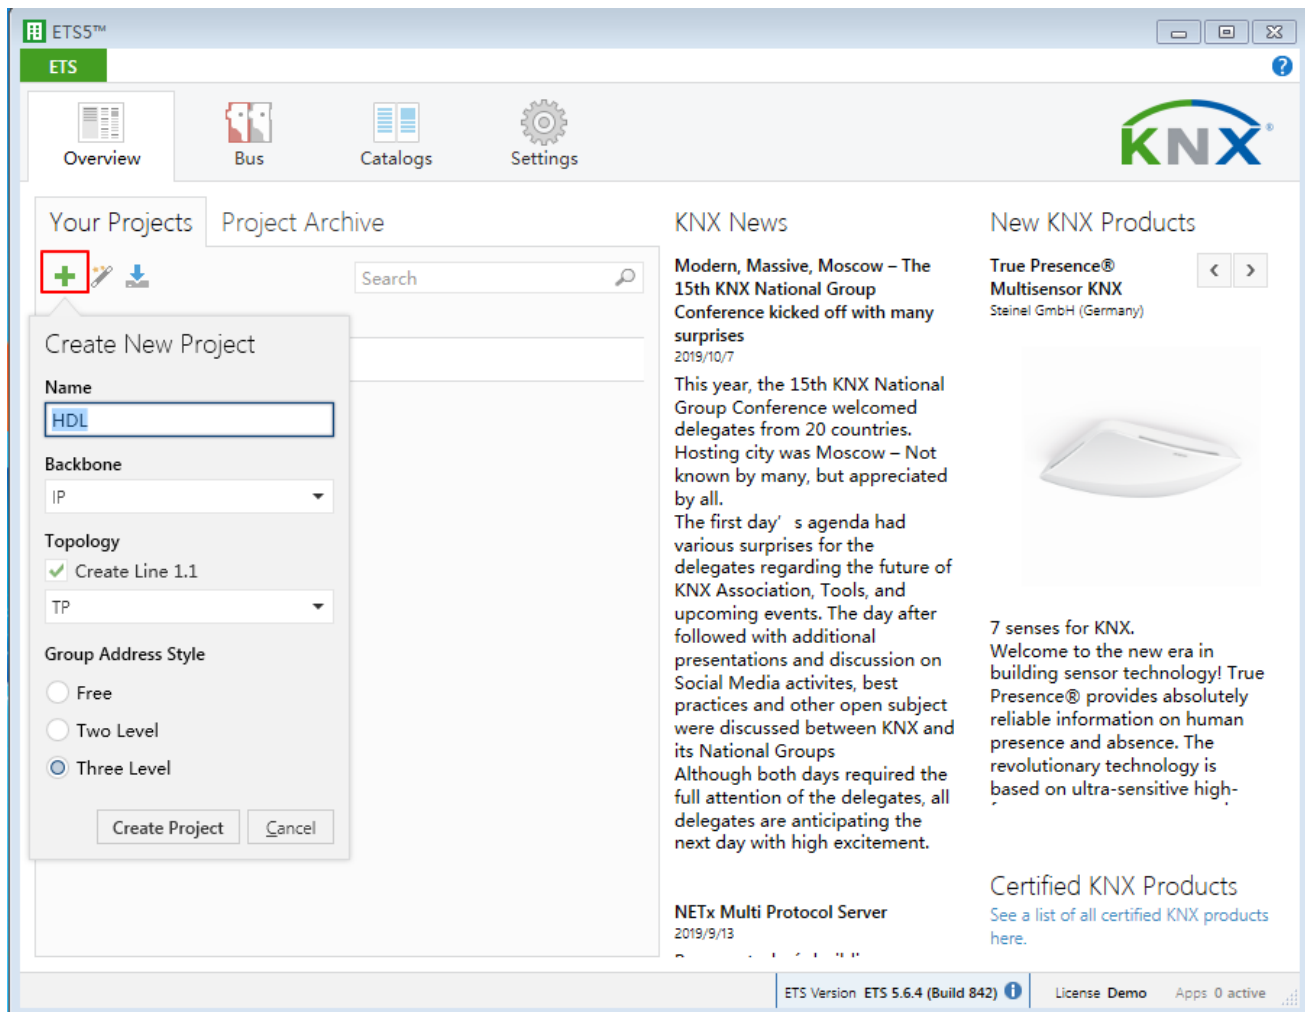 ETS5™
ETS
?
Overview
Bus
Catalogs
Settings
KNX®
Your Projects
Project Archive
Search
Create New Project
Name
HDL
Backbone
IP
Topology
Create Line 1.1
TP
Group Address Style
Free
Two Level
Three Level
Create Project
Cancel
KNX News
Modern, Massive, Moscow – The
15th KNX National Group
Conference kicked off with many
surprises
2019/10/7
This year, the 15th KNX National
Group Conference welcomed
delegates from 20 countries.
Hosting city was Moscow – Not
known by many, but appreciated
by all.
The first day’s agenda had
various surprises for the
delegates regarding the future of
KNX Association, Tools, and
upcoming events. The day after
followed with additional
presentations and discussion on
Social Media activites, best
practices and other open subject
were discussed between KNX and
its National Groups
Although both days required the
full attention of the delegates, all
delegates are anticipating the
next day with high excitement.
NETx Multi Protocol Server
2019/9/13
New KNX Products
True Presence®
Multisensor KNX
Steinel GmbH (Germany)
7 senses for KNX.
Welcome to the new era in
building sensor technology! True
Presence® provides absolutely
reliable information on human
presence and absence. The
revolutionary technology is
based on ultra-sensitive high-
Certified KNX Products
See a list of all certified KNX products
here.
ETS Version ETS 5.6.4 (Build 842)
License Demo
Apps 0 active